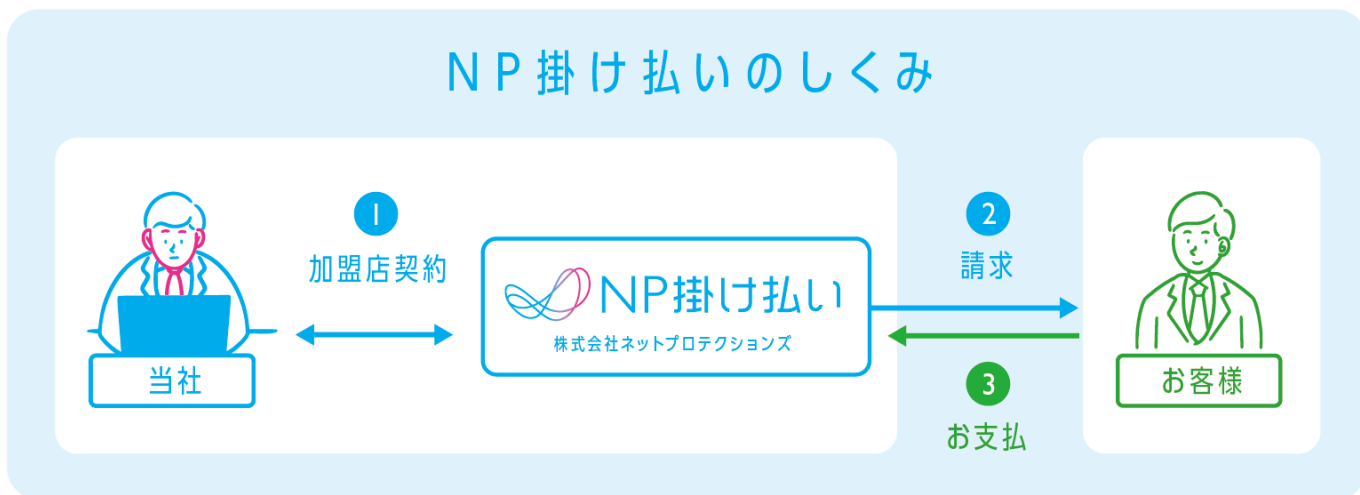 NP掛け払いのしくみ
1
加盟店契約
当社
NP掛け払い
株式会社ネットプロテクションズ
2
請求
3
お支払
お客様